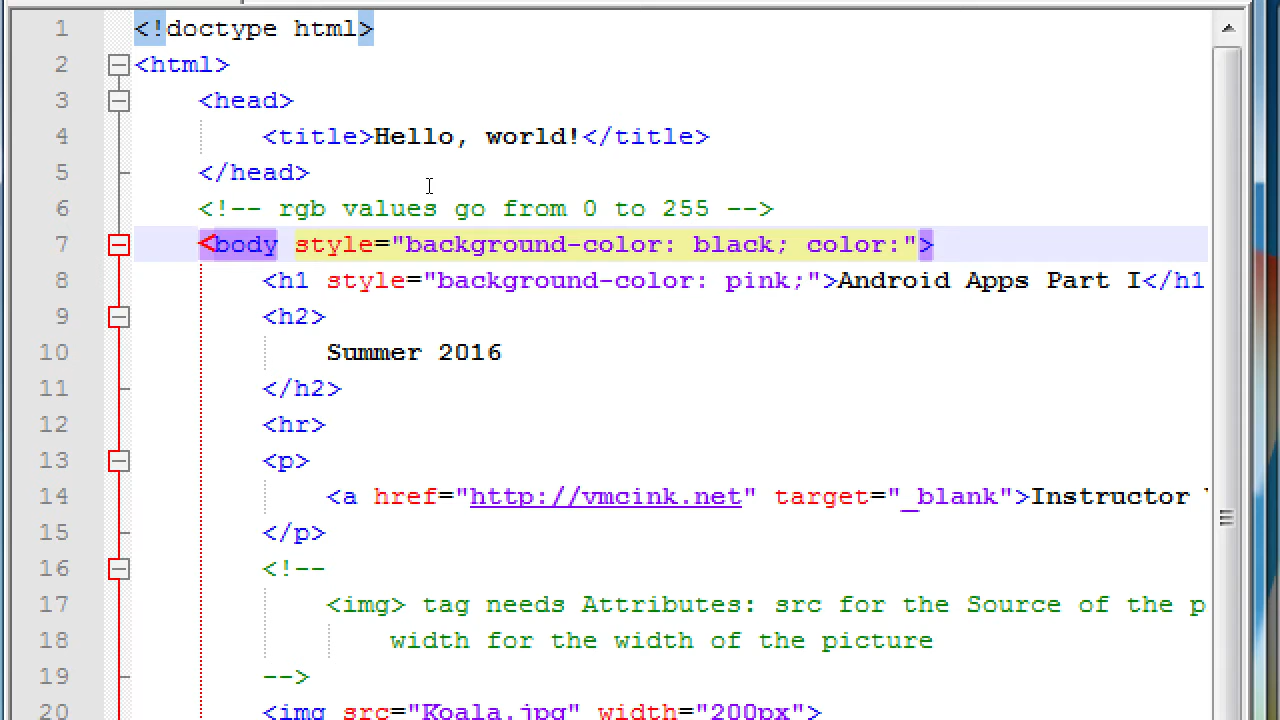 1 <!doctype html>
2 <html>
3 <head>
4 <title>Hello, world!</title>
5 </head>
6 <!-- rgb values go from 0 to 255 -->
7 <body style="background-color: black; color:">
8 <h1 style="background-color: pink;">Android Apps Part I</h1
9 <h2>
10 Summer 2016
11 </h2>
12 <hr>
13 <p>
14 <a href="http://vmcink.net" target="_blank">Instructor
15 </p>
16 <!--
17 <img> tag needs Attributes: src for the Source of the p
18 width for the width of the picture
19 -->
20 <img src="Koala.jpg" width="200px">